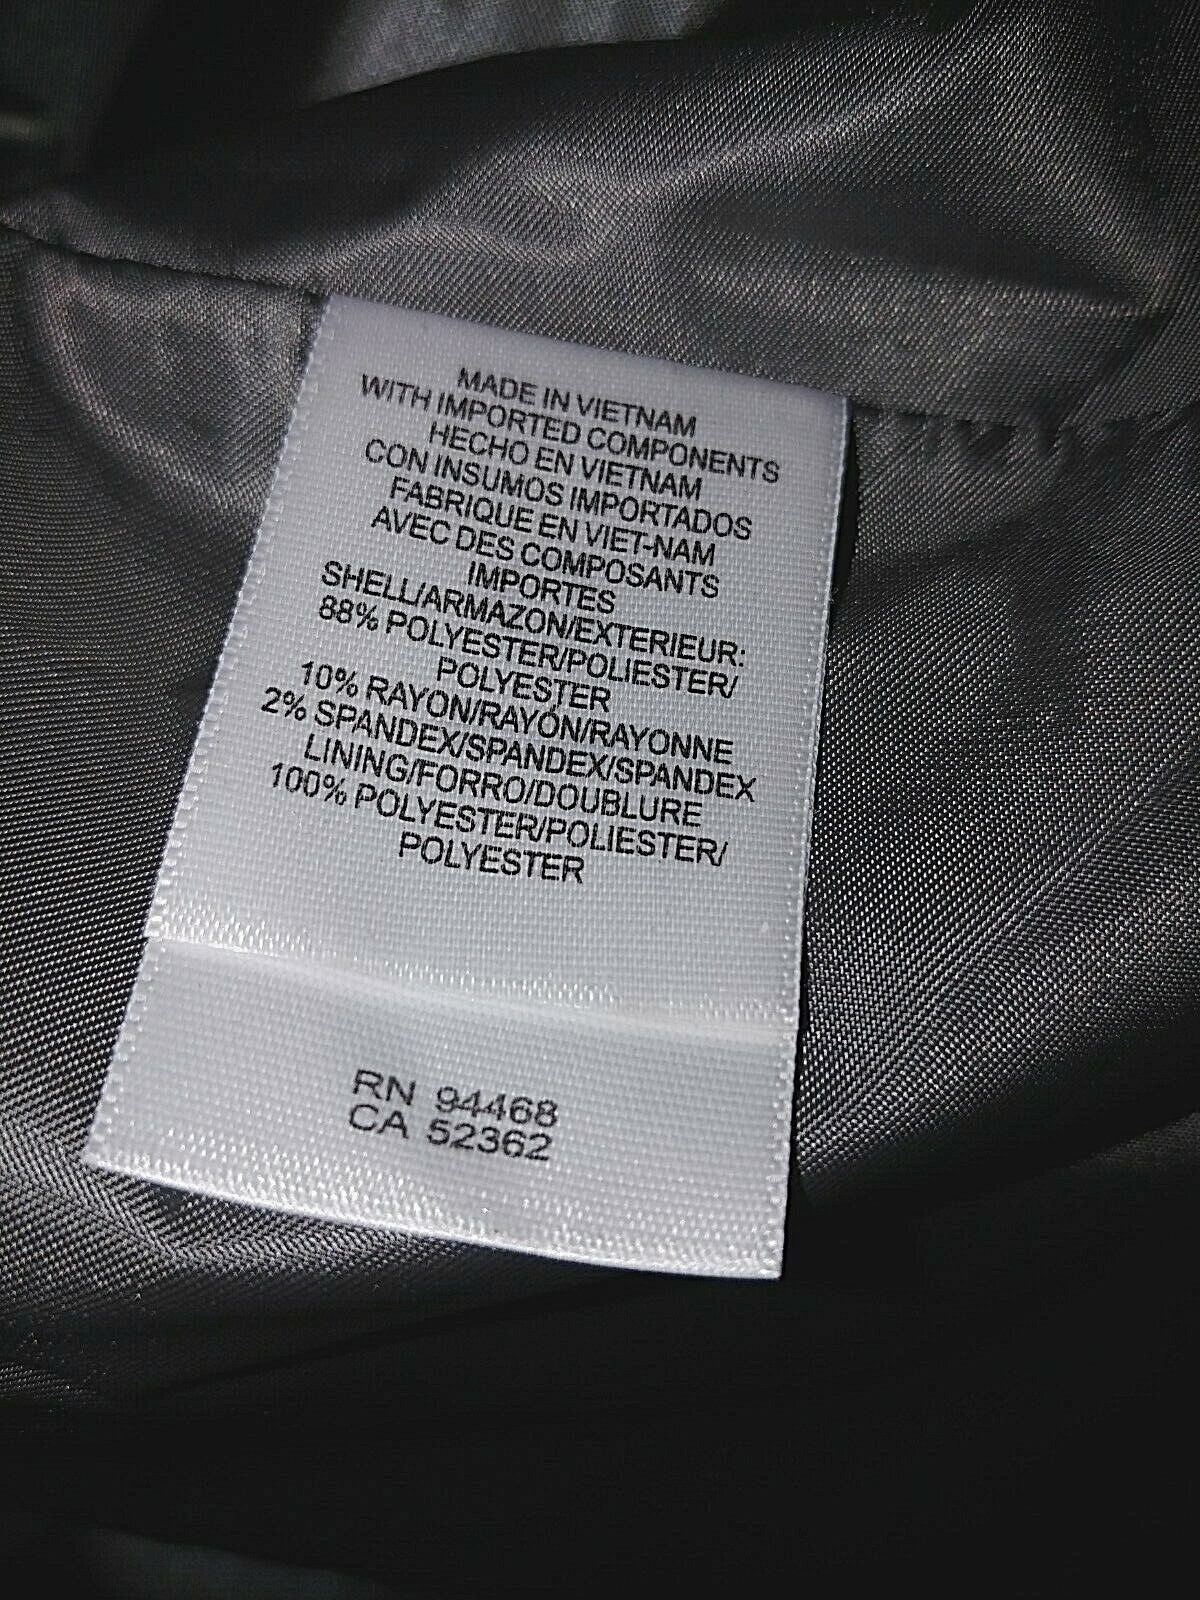 MADE IN VIETNAM
WITH IMPORTED COMPONENTS
HECHO EN VIETNAM
CON INSUMOS IMPORTADOS
FABRIQUE EN VIET-NAM
AVEC DES COMPOSANTS
IMPORTES
SHELL/ARMAZON/EXTERIEUR:
88% POLYESTER/POLIESTER/
POLYESTER
10% RAYON/RAYÓN/RAYONNE
2% SPANDEX/SPANDEX/SPANDEX
LINING/FORRO/DOUBLURE
100% POLYESTER/POLIESTER/
POLYESTER
RN 94468
CA 52362